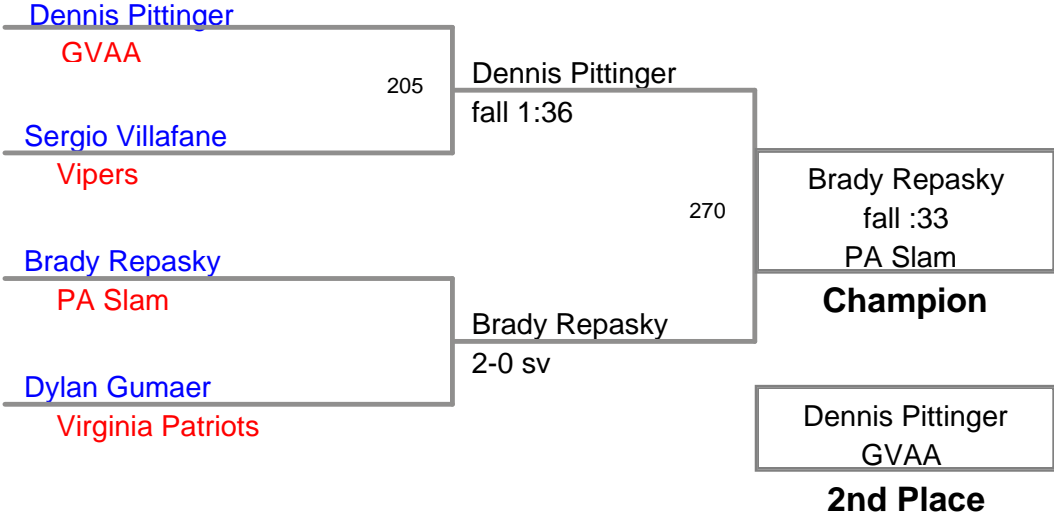 Dennis Pittinger
GVAA
205
Dennis Pittinger
fall 1:36
Sergio Villafane
Vipers
270
Brady Repasky
fall :33
PA Slam
Champion
Brady Repasky
PA Slam
Brady Repasky
2-0 sv
Dylan Gumaer
Virginia Patriots
Dennis Pittinger
GVAA
2nd Place